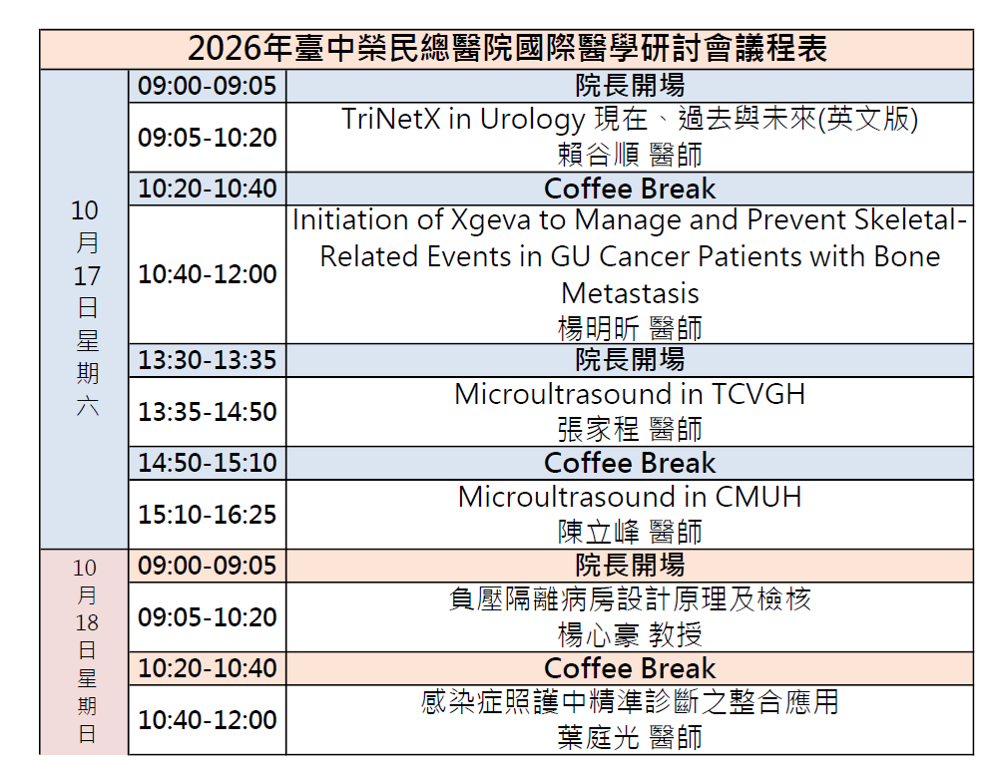 2026年臺中榮民總醫院國際醫學研討會議程表
10月17日星期六
09:00-09:05 院長開場
09:05-10:20
TriNetX in Urology 現在、過去與未來(英文版)
賴谷順 醫師
10:20-10:40 Coffee Break
10:40-12:00
Initiation of Xgeva to Manage and Prevent Skeletal-
Related Events in GU Cancer Patients with Bone
Metastasis
楊明昕 醫師
13:30-13:35 院長開場
13:35-14:50
Microultrasound in TCVGH
張家程 醫師
14:50-15:10 Coffee Break
15:10-16:25
Microultrasound in CMUH
陳立峰 醫師
10月18日星期日
09:00-09:05 院長開場
09:05-10:20
負壓隔離病房設計原理及檢核
楊心豪 教授
10:20-10:40 Coffee Break
10:40-12:00
感染症照護中精準診斷之整合應用
葉庭光 醫師